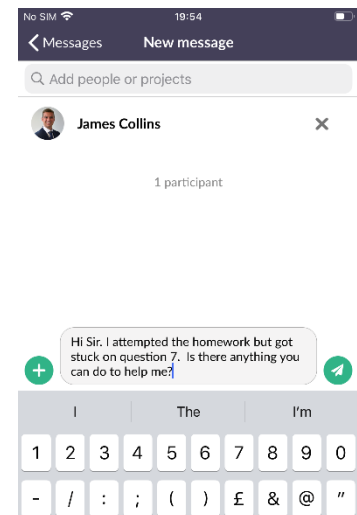 No SIM 19:54
Messages New message
Add people or projects
James Collins
1 participant
Hi Sir. I attempted the homework but got
stuck on question 7. Is there anything you
can do to help me?
I The I'm
1 2 3 4 5 6 7 8 9 0
- / : ; ( ) £ & @ "